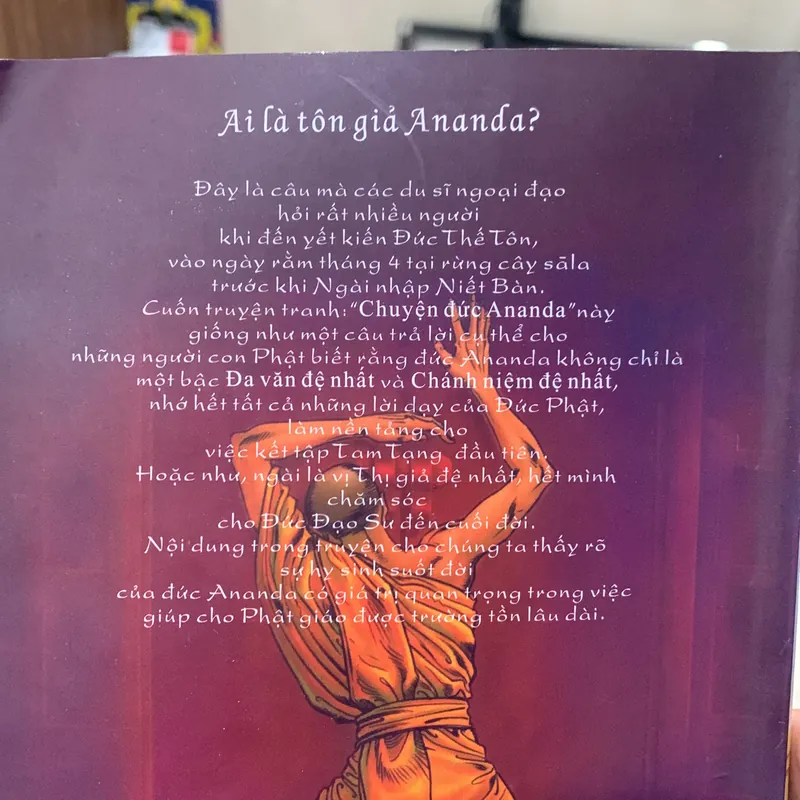 Ai là tôn giả Ananda?
Đây là câu mà các du sĩ ngoại đạo
hỏi rất nhiều người
khi đến yết kiến Đức Thế Tôn,
vào ngày rằm tháng 4 tại rừng cây sāla
trước khi Ngài nhập Niết Bàn.
Cuốn truyện tranh:“Chuyện đức Ananda”này
giống như một câu trả lời cụ thể cho
những người con Phật biết rằng đức Ananda không chỉ là
một bậc Đa văn đệ nhất và Chánh niệm đệ nhất,
nhớ hết tất cả những lời dạy của Đức Phật,
làm nền tảng cho
việc kết tập Tam Tạng đầu tiên.
Hoặc như, ngài là vị Thị giả đệ nhất, hết mình
chăm sóc
cho Đức Đạo Sư đến cuối đời.
Nội dung trong truyện cho chúng ta thấy rõ
sự hy sinh suốt đời
của đức Ananda có giá trị quan trọng trong việc
giúp cho Phật giáo được trường tồn lâu dài.